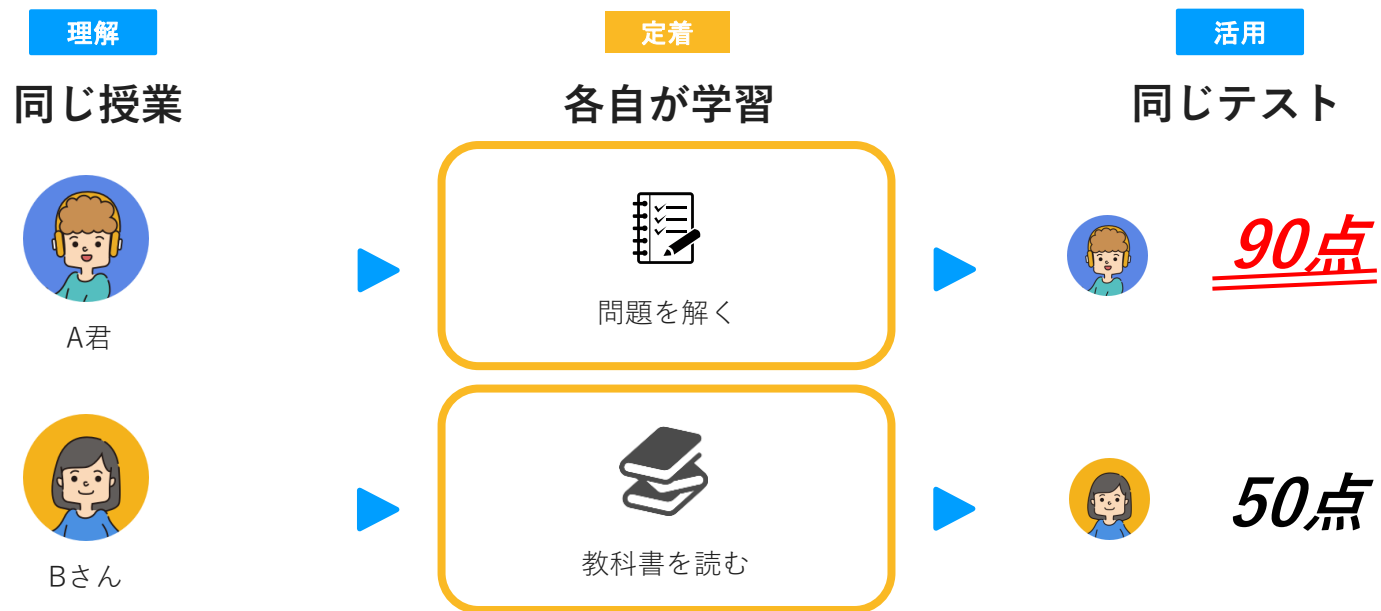 理解
定着
活用
同じ授業
各自が学習
同じテスト
問題を解く
90点
A君
教科書を読む
50点
Bさん